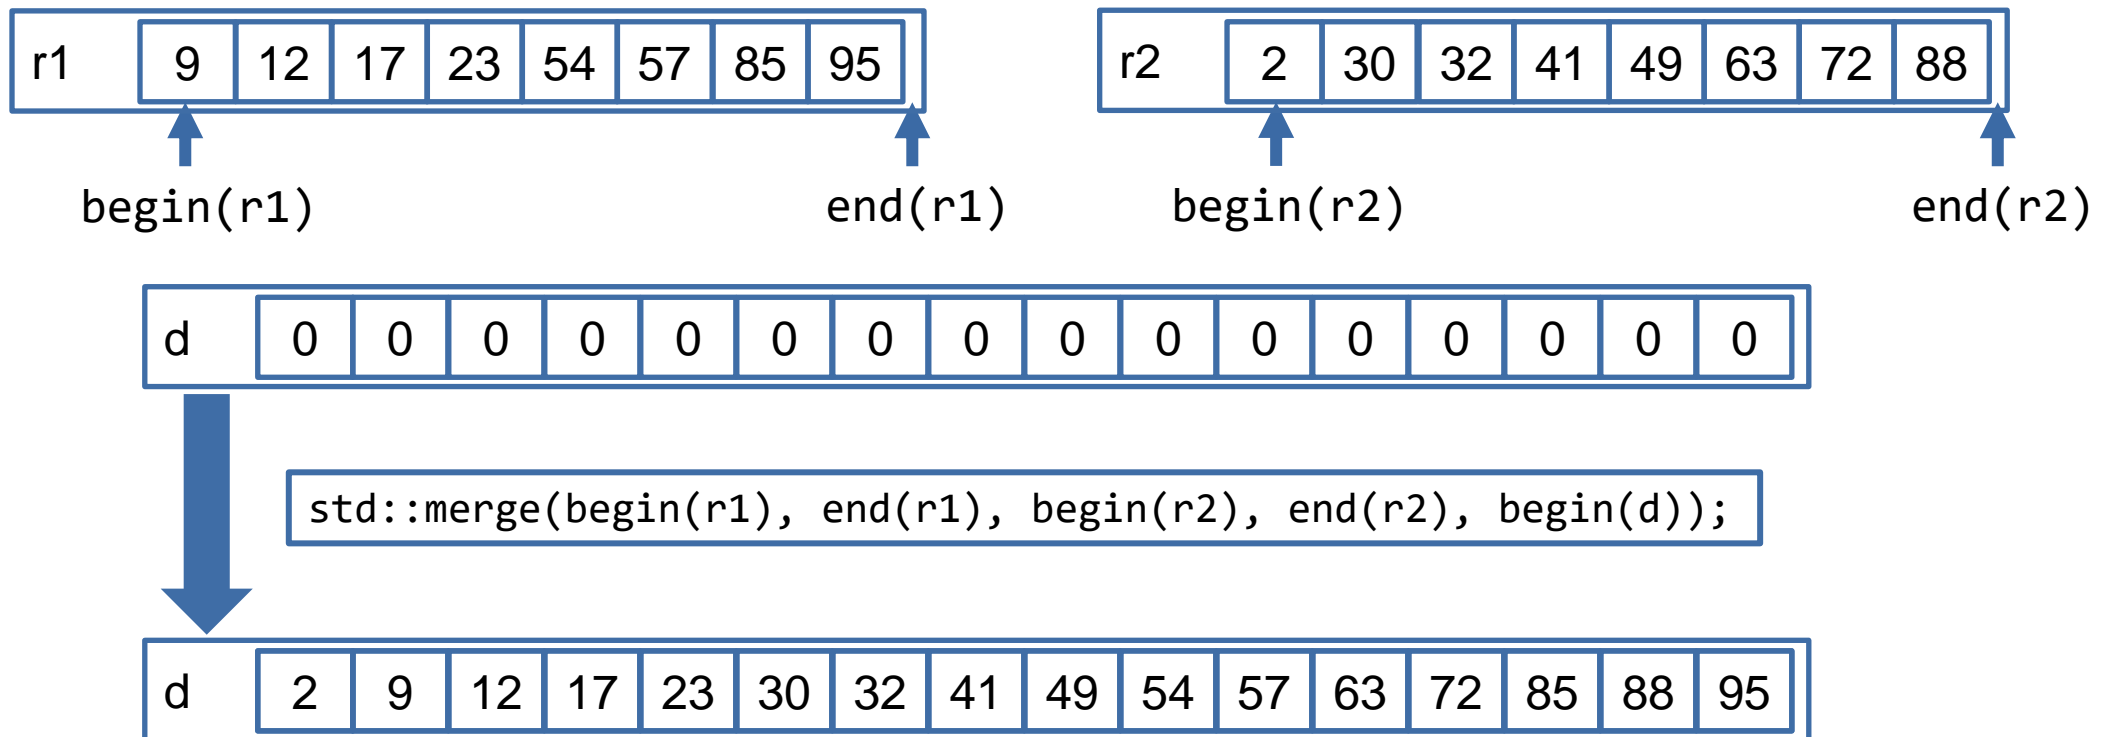 r1 9 12 17 23 54 57 85 95 r2 2 30 32 41 49 63 72 88
begin(r1) end(r1) begin(r2) end(r2)
d 0 0 0 0 0 0 0 0 0 0 0 0 0 0 0 0
std::merge(begin(r1), end(r1), begin(r2), end(r2), begin(d));
d 2 9 12 17 23 30 32 41 49 54 57 63 72 85 88 95